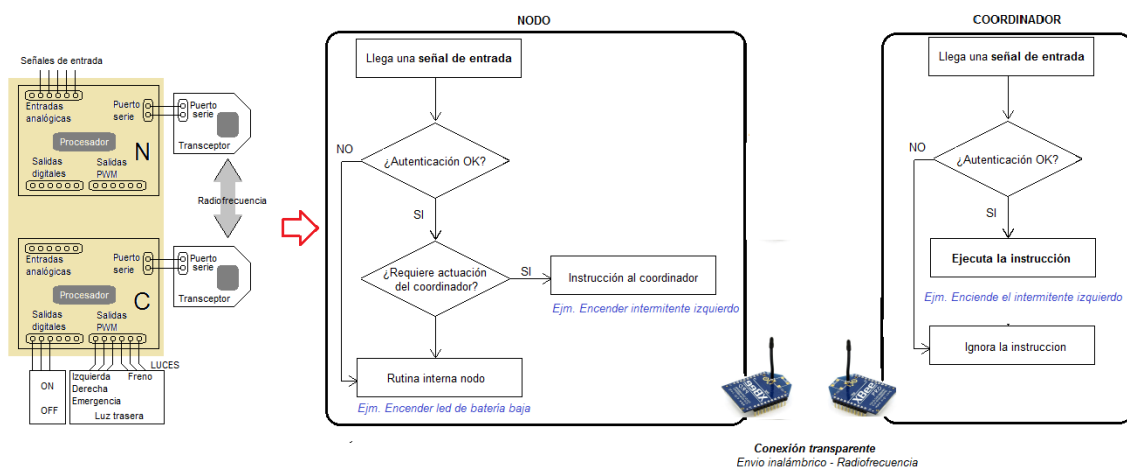 Señales de entrada
Entradas
analógicas
Puerto
serie
Procesador
N
Salidas
digitales
Salidas
PWM
Puerto
serie
Transceptor
Radiofrecuencia
Entradas
analógicas
Puerto
serie
Procesador
C
Salidas
digitales
Salidas
PWM
Puerto
serie
Transceptor
ON
OFF
LUCES
Izquierda
Freno
Derecha
Emergencia
Luz trasera
NODO
Llega una señal de entrada
¿Autenticación OK?
NO
SI
¿Requiere actuación
del coordinador?
SI
Instrucción al coordinador
Ejm. Encender intermitente izquierdo
Rutina interna nodo
Ejm. Encender led de batería baja
COORDINADOR
Llega una señal de entrada
NO
¿Autenticación OK?
SI
Ejecuta la instrucción
Ejm. Enciende el intermitente izquierdo
Ignora la instruccion
XBee
XBee
Conexión transparente
Envio inalámbrico - Radiofrecuencia